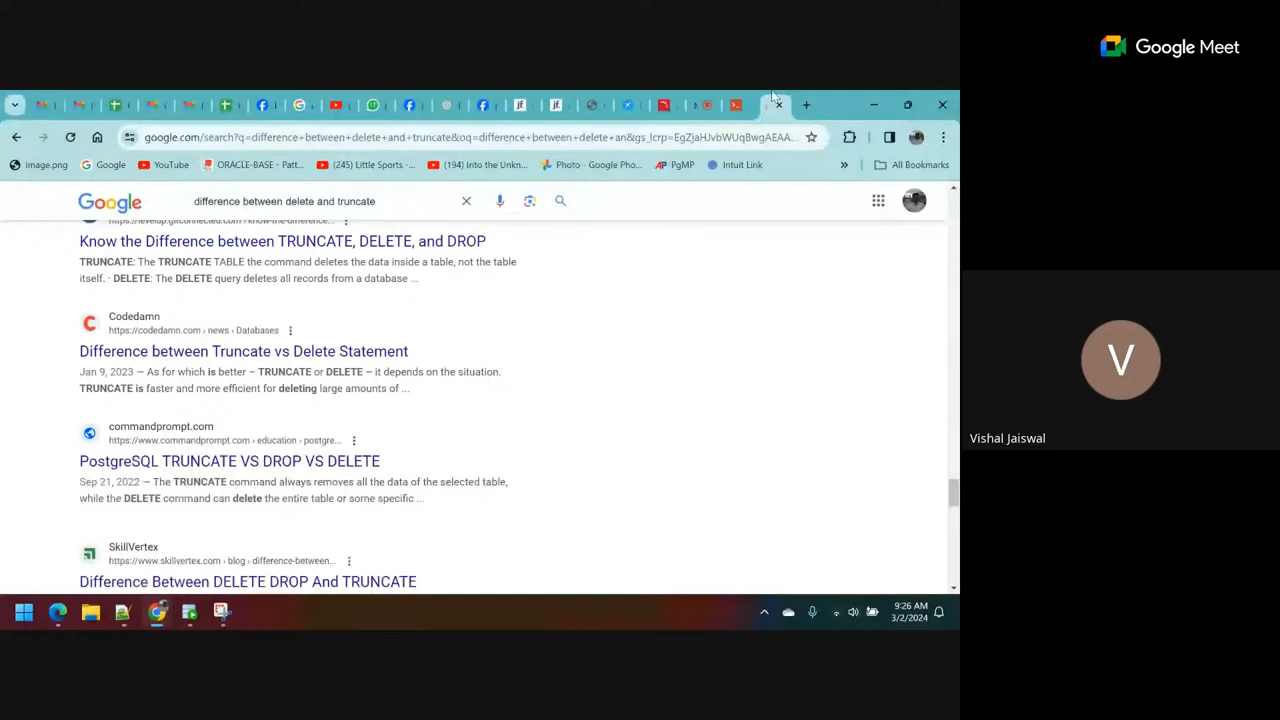 Google Meet
google.com/search?q=difference+between+delete+and+truncate&oq=difference+between+delete+an&gs_lcrp=EgZjaHJvbWUqBwgAEAA...
Image.png Google YouTube ORACLE-BASE - Patt... (245) Little Sports -... (194) Into the Unkn... Photo - Google Pho... PgMP Intuit Link » All Bookmarks
Google difference between delete and truncate
https://levelup.gitconnected.com › know-the-difference...
Know the Difference between TRUNCATE, DELETE, and DROP
TRUNCATE: The TRUNCATE TABLE the command deletes the data inside a table, not the table
itself. · DELETE: The DELETE query deletes all records from a database ...
Codedamn
https://codedamn.com › news › Databases
Difference between Truncate vs Delete Statement
Jan 9, 2023 — As for which is better – TRUNCATE or DELETE – it depends on the situation.
TRUNCATE is faster and more efficient for deleting large amounts of ...
commandprompt.com
https://www.commandprompt.com › education › postgre...
PostgreSQL TRUNCATE VS DROP VS DELETE
Sep 21, 2022 — The TRUNCATE command always removes all the data of the selected table,
while the DELETE command can delete the entire table or some specific ...
SkillVertex
https://www.skillvertex.com › blog › difference-between...
Difference Between DELETE DROP And TRUNCATE
9:26 AM
3/2/2024
V
Vishal Jaiswal